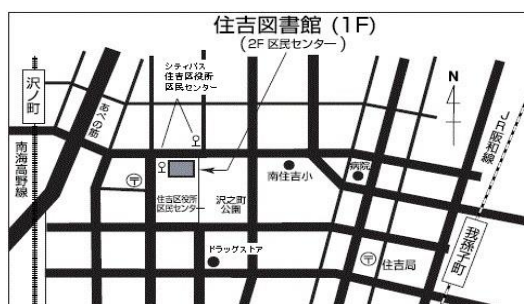 住吉図書館 (1F)
(2F 区民センター)
シティバス
住吉区役所
区民センター
沢ノ町
あべの筋
N
JR阪和線
南海高野線
南住吉小
病院
住吉区役所
区民センター
沢之町
公園
ドラッグストア
住吉局
我孫子町